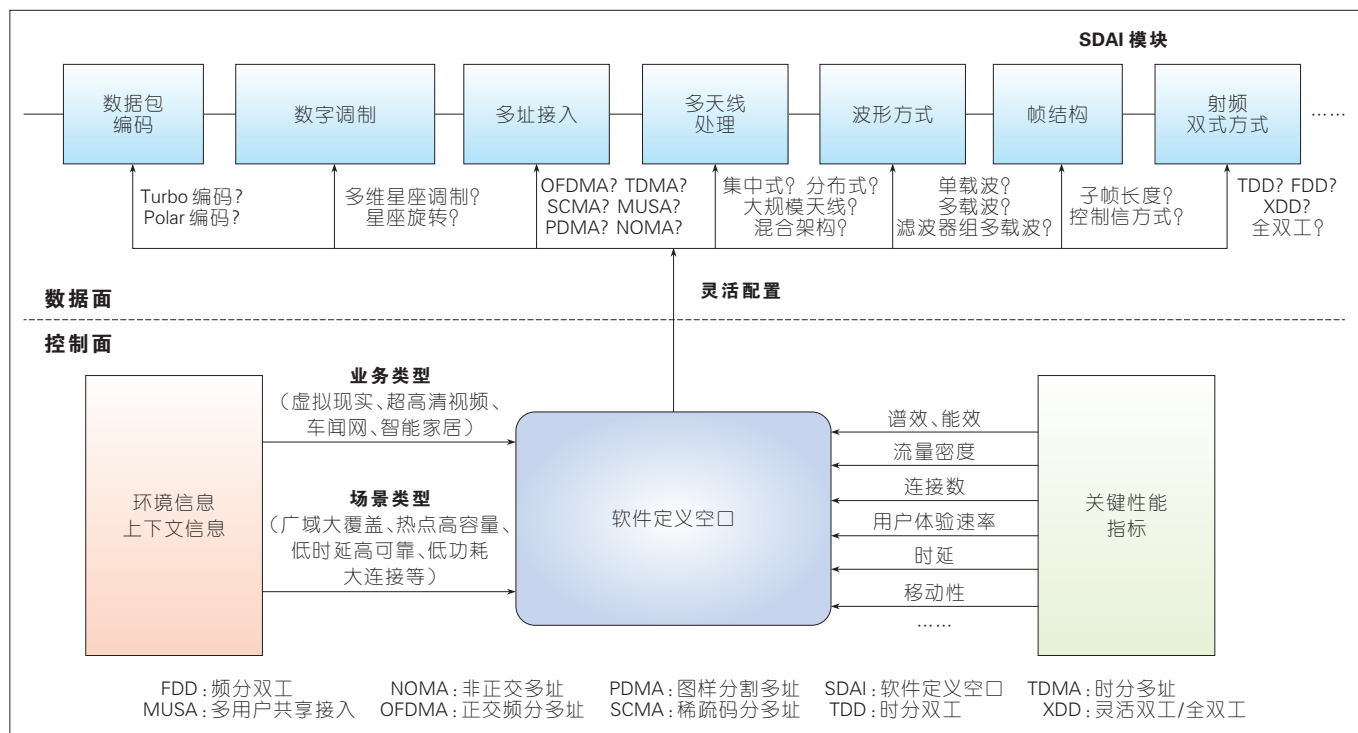 SDAI 模块
数据包
编码
数字调制
多址接入
多天线
处理
波形方式
帧结构
射频
双式方式
……
Turbo 编码?
Polar 编码?
多维星座调制?
星座旋转?
OFDMA? TDMA?
SCMA? MUSA?
PDMA? NOMA?
集中式? 分布式?
大规模天线?
混合架构?
单载波?
多载波?
滤波器组多载波?
子帧长度?
控制信方式?
TDD? FDD?
XDD?
全双工?
数据面
灵活配置
控制面
环境信息
上下文信息
业务类型
(虚拟现实、超高清视频、
车闻网、智能家居)
场景类型
(广域大覆盖、热点高容量、
低时延高可靠、低功耗
大连接等)
软件定义空口
谱效、能效
流量密度
连接数
用户体验速率
时延
移动性
……
关键性能
指标
FDD:频分双工 NOMA:非正交多址 PDMA:图样分割多址 SDAI:软件定义空口 TDMA:时分多址
MUSA:多用户共享接入 OFDMA:正交频分多址 SCMA:稀疏码分多址 TDD:时分双工 XDD:灵活双工/全双工